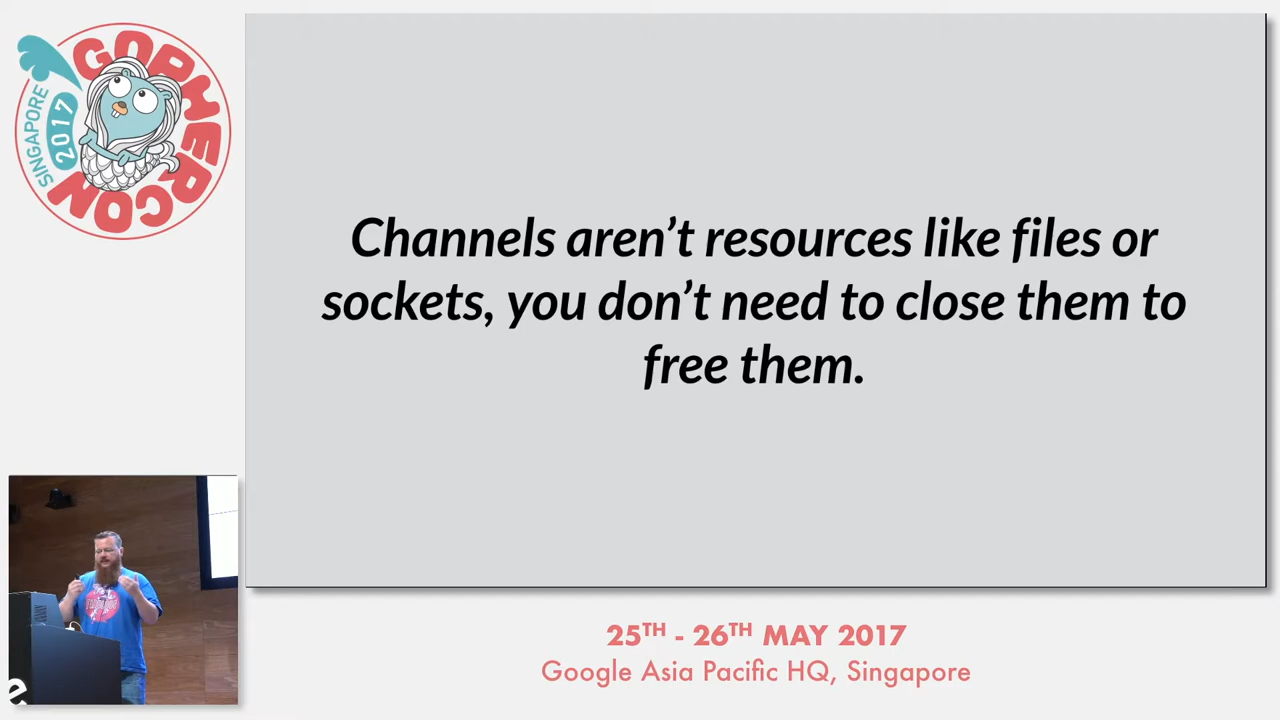 GOPHERCON
SINGAPORE
2017
Channels aren’t resources like files or
sockets, you don’t need to close them to
free them.
25TH - 26TH MAY 2017
Google Asia Pacific HQ, Singapore
e